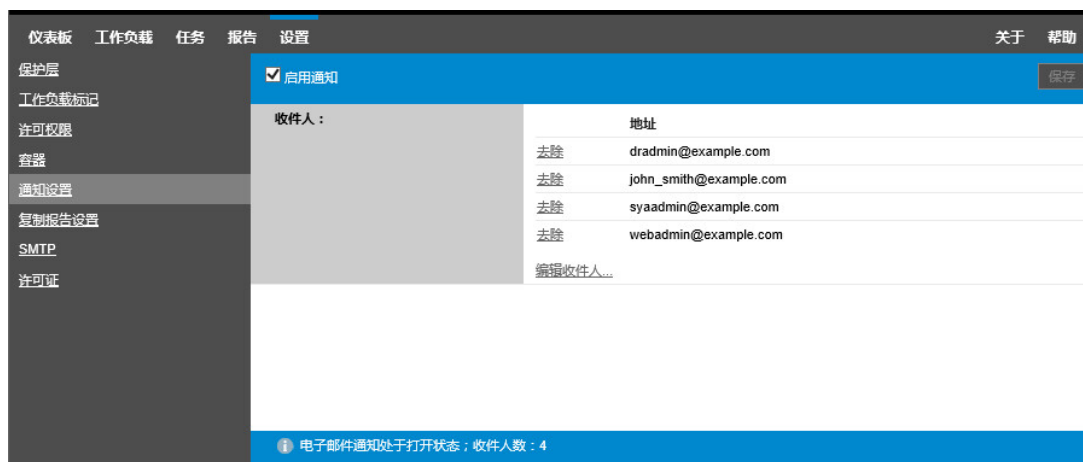 仪表板 工作负载 任务 报告 设置 关于 帮助
保护层
工作负载标记
许可权限
容器
通知设置
复制报告设置
SMTP
许可证
启用通知 保存
收件人：
地址
去除 dradmin@example.com
去除 john_smith@example.com
去除 syaadmin@example.com
去除 webadmin@example.com
编辑收件人...
电子邮件通知处于打开状态；收件人数：4